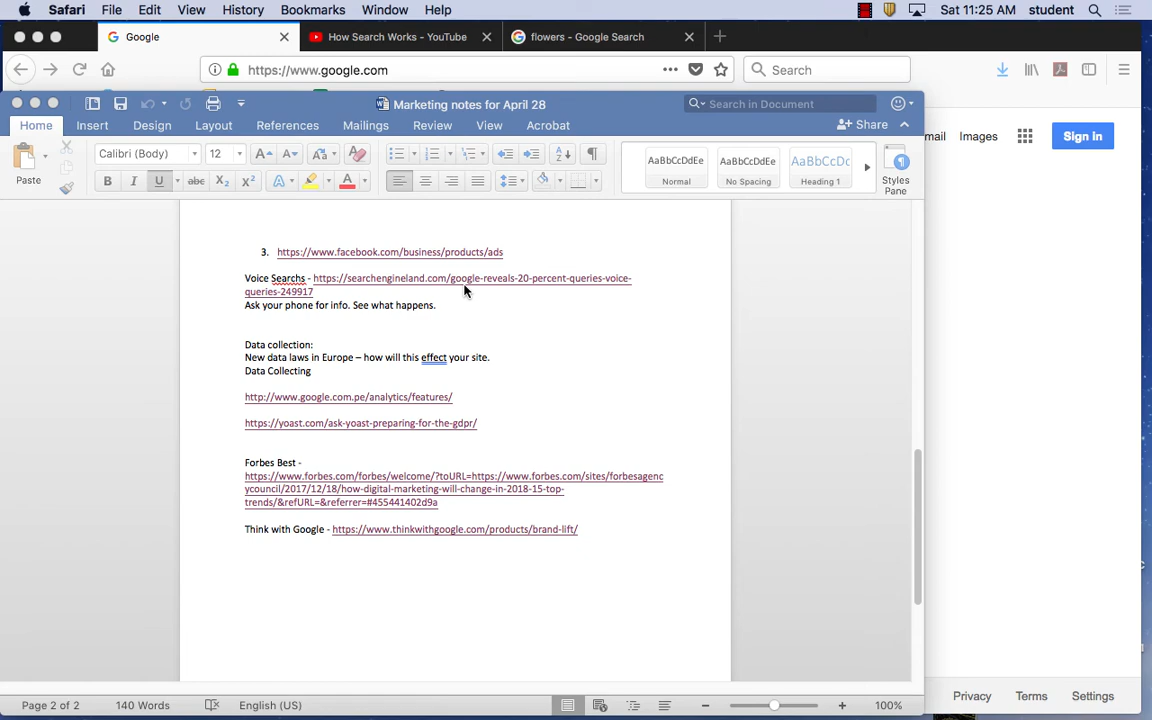 Safari File Edit View History Bookmarks Window Help Sat 11:25 AM student
Google How Search Works - YouTube flowers - Google Search
https://www.google.com Search
Marketing notes for April 28 Search in Document
Home Insert Design Layout References Mailings Review View Acrobat Share
mail Images Sign In
Paste Calibri (Body) 12 AaBbCcDdEe AaBbCcDdEe AaBbCcDc
B I U abc X2 X2 A A Normal No Spacing Heading 1 Styles Pane
3. https://www.facebook.com/business/products/ads
Voice Searchs - https://searchengineland.com/google-reveals-20-percent-queries-voice-
queries-249917
Ask your phone for info. See what happens.
Data collection:
New data laws in Europe – how will this effect your site.
Data Collecting
http://www.google.com.pe/analytics/features/
https://yoast.com/ask-yoast-preparing-for-the-gdpr/
Forbes Best -
https://www.forbes.com/forbes/welcome/?toURL=https://www.forbes.com/sites/forbesagenc
ycouncil/2017/12/18/how-digital-marketing-will-change-in-2018-15-top-
trends/&refURL=&referrer=#455441402d9a
Think with Google - https://www.thinkwithgoogle.com/products/brand-lift/
Privacy Terms Settings
Page 2 of 2 140 Words English (US) 100%